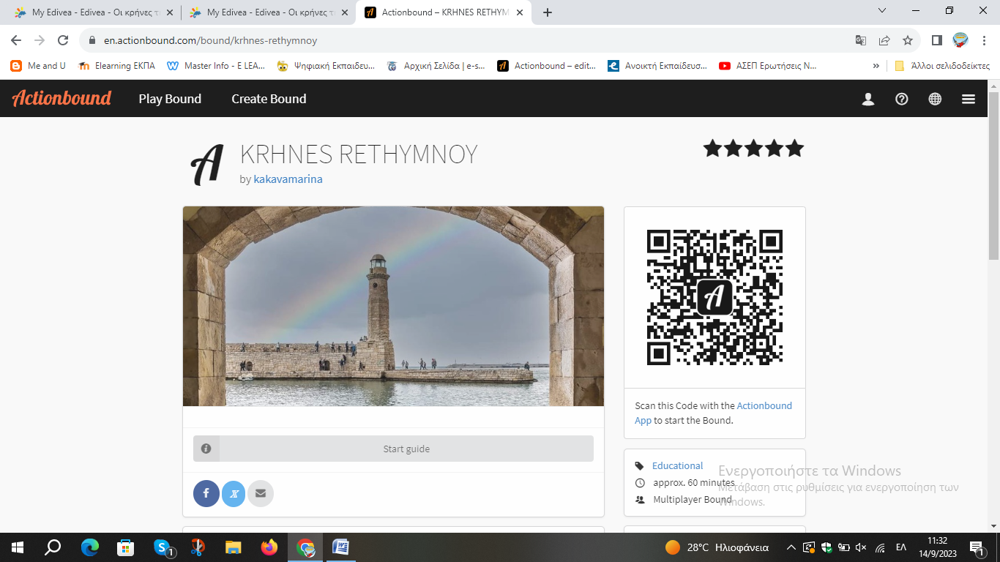 My Edivea - Edivea - Οι κρήνες τ
My Edivea - Edivea - Οι κρήνες τ
Actionbound – KRHNES RETHYM
en.actionbound.com/bound/krhnes-rethymnoy
Me and U
Elearning ΕΚΠΑ
Master Info - E LEA...
Ψηφιακή Εκπαιδευ...
Αρχική Σελίδα | e-s...
Actionbound – edit...
Ανοικτή Εκπαίδευσ...
ΑΣΕΠ Ερωτήσεις Ν...
»
Άλλοι σελιδοδείκτες
Actionbound
Play Bound
Create Bound
A
KRHNES RETHYMNOY
by kakavamarina
A
Scan this Code with the Actionbound
App to start the Bound.
Start guide
Educational
approx. 60 minutes
Multiplayer Bound
Ενεργοποιήστε τα Windows
Μετάβαση στις ρυθμίσεις για ενεργοποίηση των
Windows.
28°C Ηλιοφάνεια
ΕΛ
11:32
14/9/2023
1
1